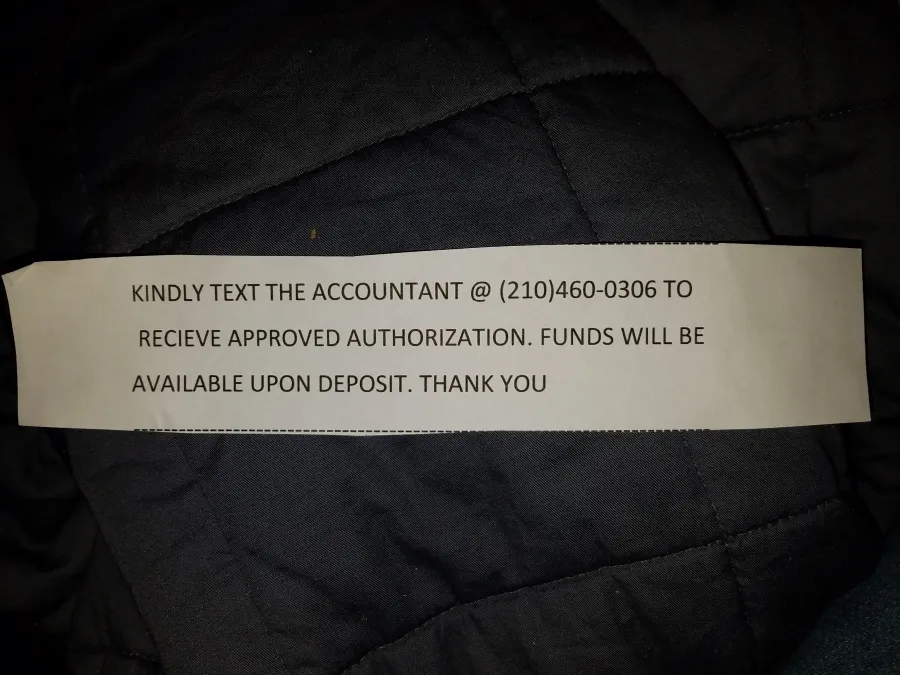 KINDLY TEXT THE ACCOUNTANT @ (210)460-0306 TO
RECIEVE APPROVED AUTHORIZATION. FUNDS WILL BE
AVAILABLE UPON DEPOSIT. THANK YOU